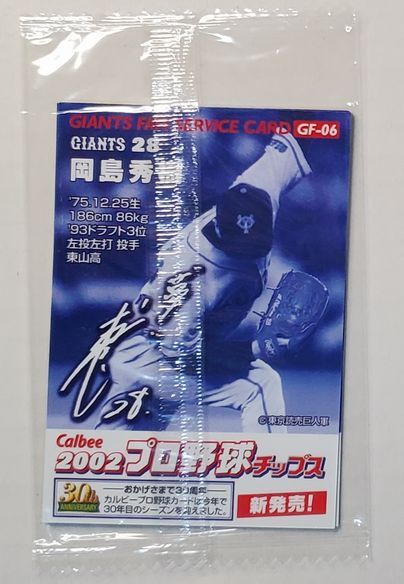 GIANTS FAN SERVICE CARD GF-06
GIANTS 28
岡島秀
'75.12.25生
186cm 86kg
'93ドラフト3位
左投左打 投手
東山高
28.
©東京読売巨人軍
Calbee
2002プロ野球チップス
30th
ANNIVERSARY
おかげさまで30周年
カルビープロ野球カードは今年で
30年目のシーズンを迎えました。
新発売!